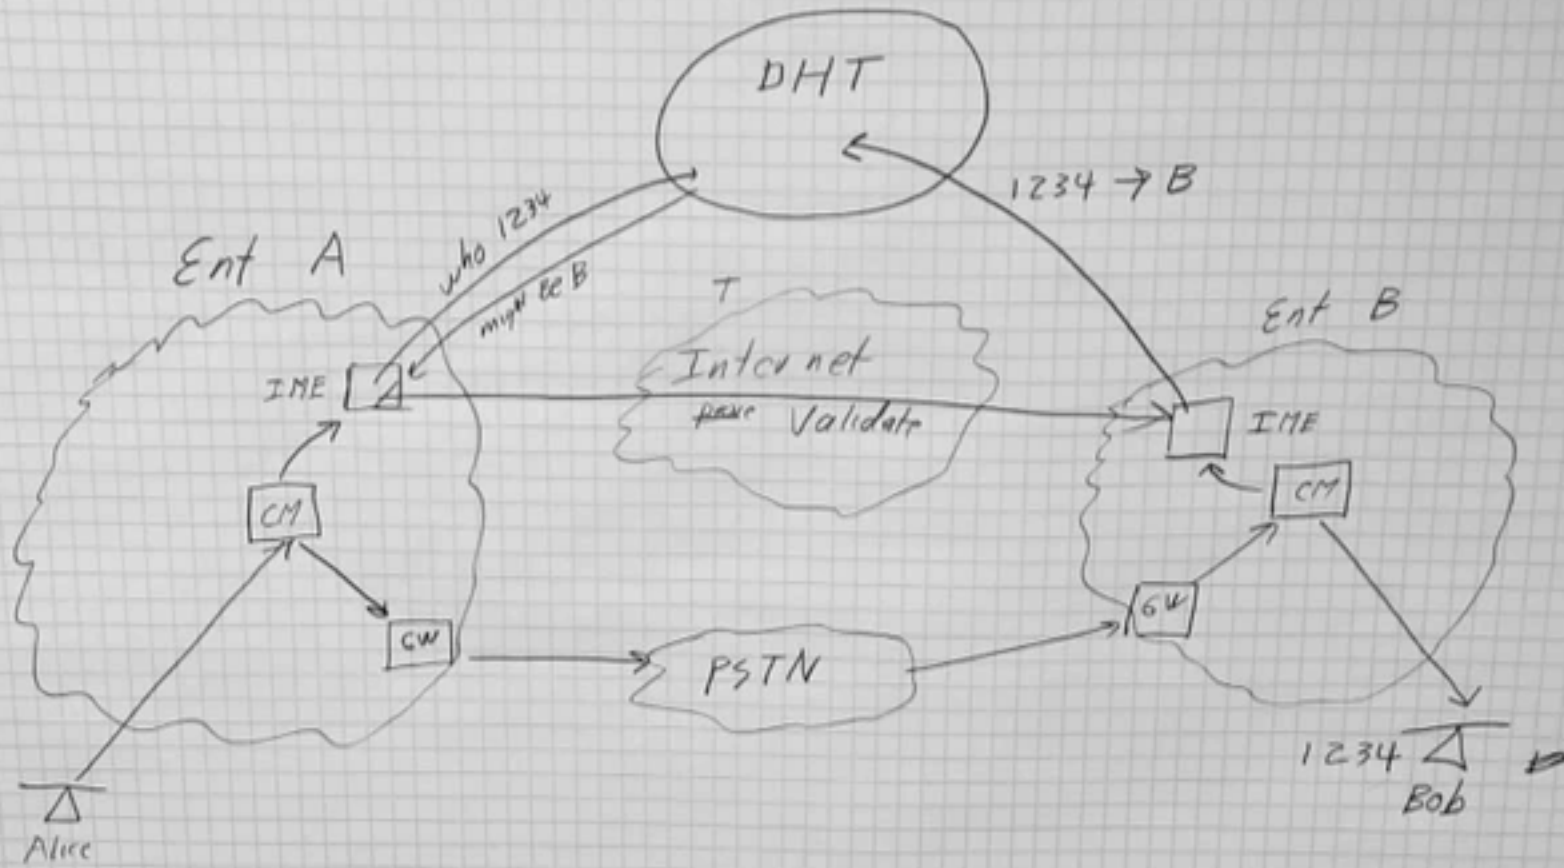 DHT
1234 → B
who 1234
might be B
Ent A
T
Internet
Validate
Ent B
IME
IME
CM
CM
GW
GW
PSTN
1234
Bob
Alice